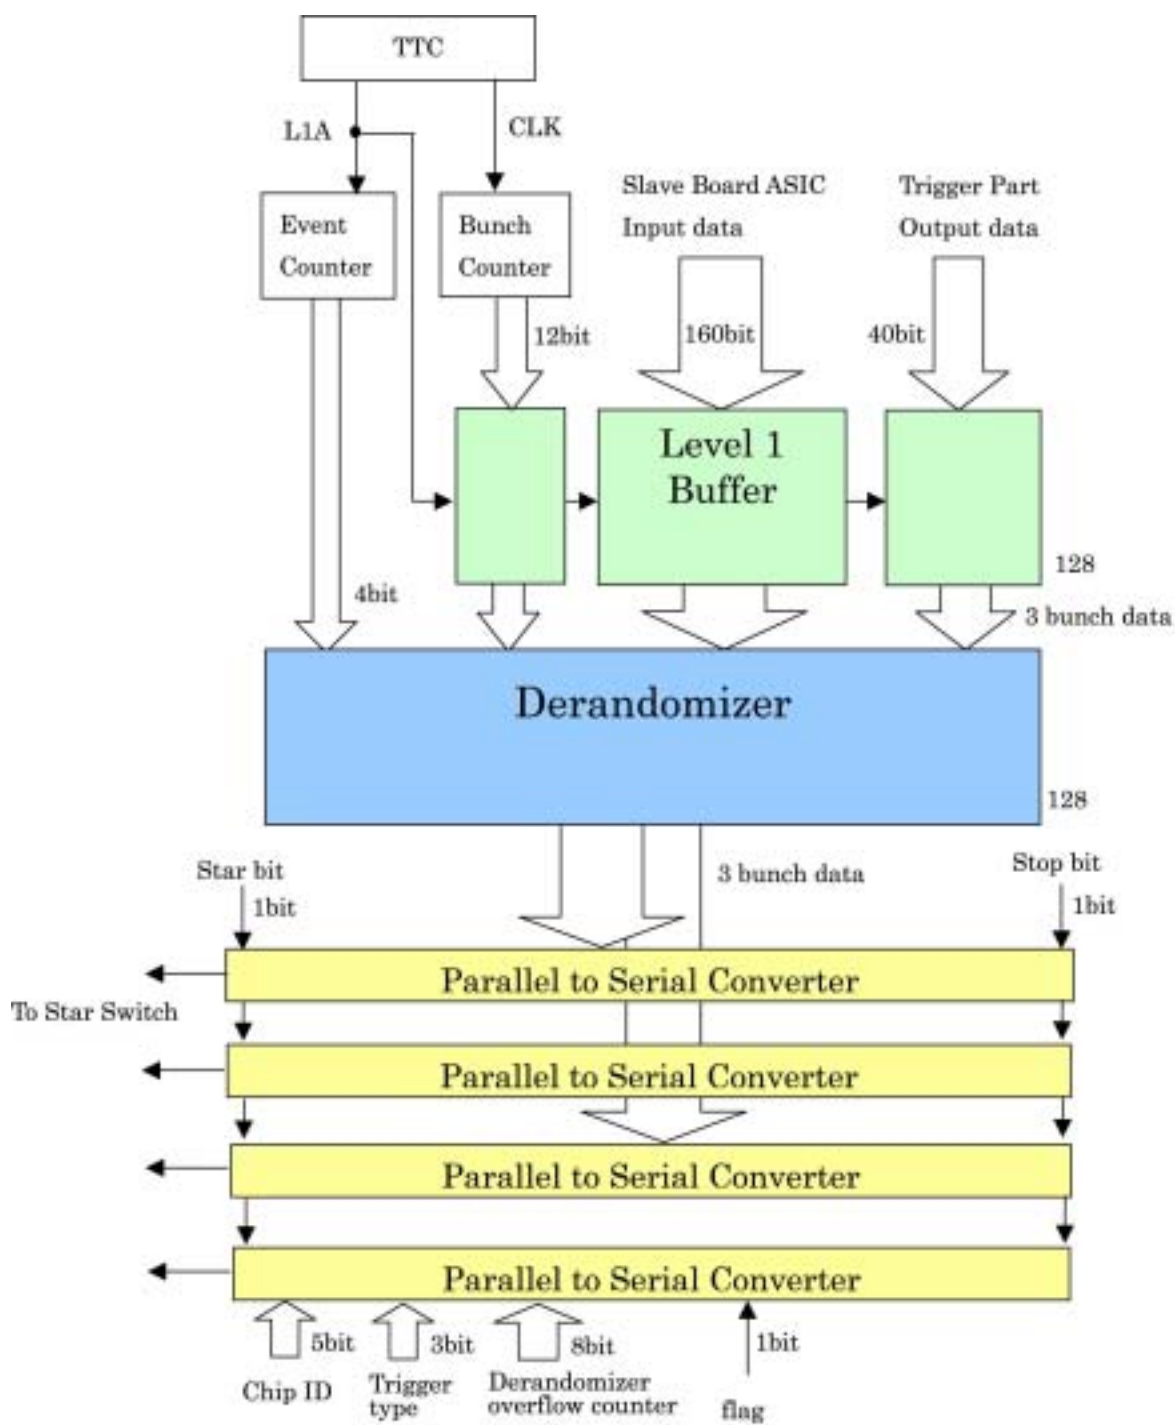 TTC
L1A
CLK
Event
Counter
Bunch
Counter
Slave Board ASIC
Input data
Trigger Part
Output data
12bit
160bit
40bit
Level 1
Buffer
128
4bit
3 bunch data
Derandomizer
128
Star bit
1bit
3 bunch data
Stop bit
1bit
Parallel to Serial Converter
To Star Switch
Parallel to Serial Converter
Parallel to Serial Converter
Parallel to Serial Converter
5bit
3bit
8bit
1bit
Chip ID
Trigger
type
Derandomizer
overflow counter
flag